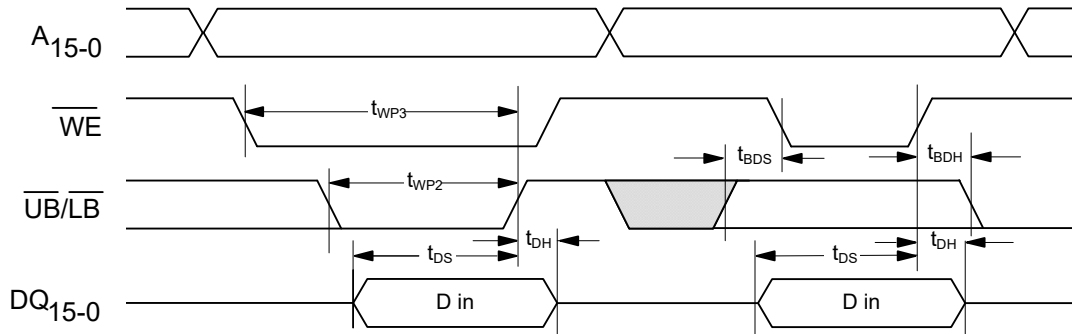 A15-0
WE
tWP3
tBDS
tBDH
UB/LB
tWP2
tDH
tDH
tDS
tDS
DQ15-0
D in
D in